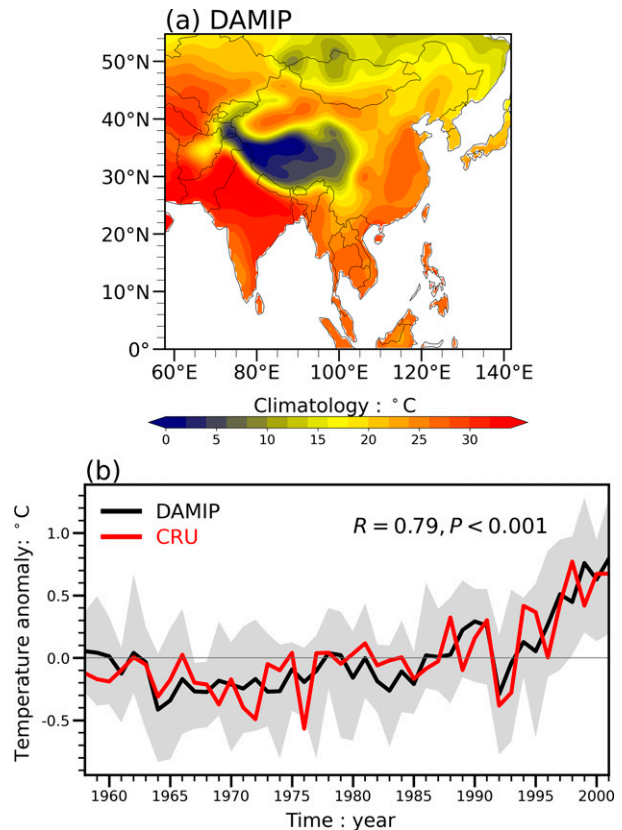 (a) DAMIP
50°N
40°N
30°N
20°N
10°N
0°
60°E 80°E 100°E 120°E 140°E
Climatology : °C
0 5 10 15 20 25 30
(b)
DAMIP
CRU
R = 0.79, P < 0.001
Temperature anomaly: °C
1.0
0.5
0.0
-0.5
1960 1965 1970 1975 1980 1985 1990 1995 2000
Time : year